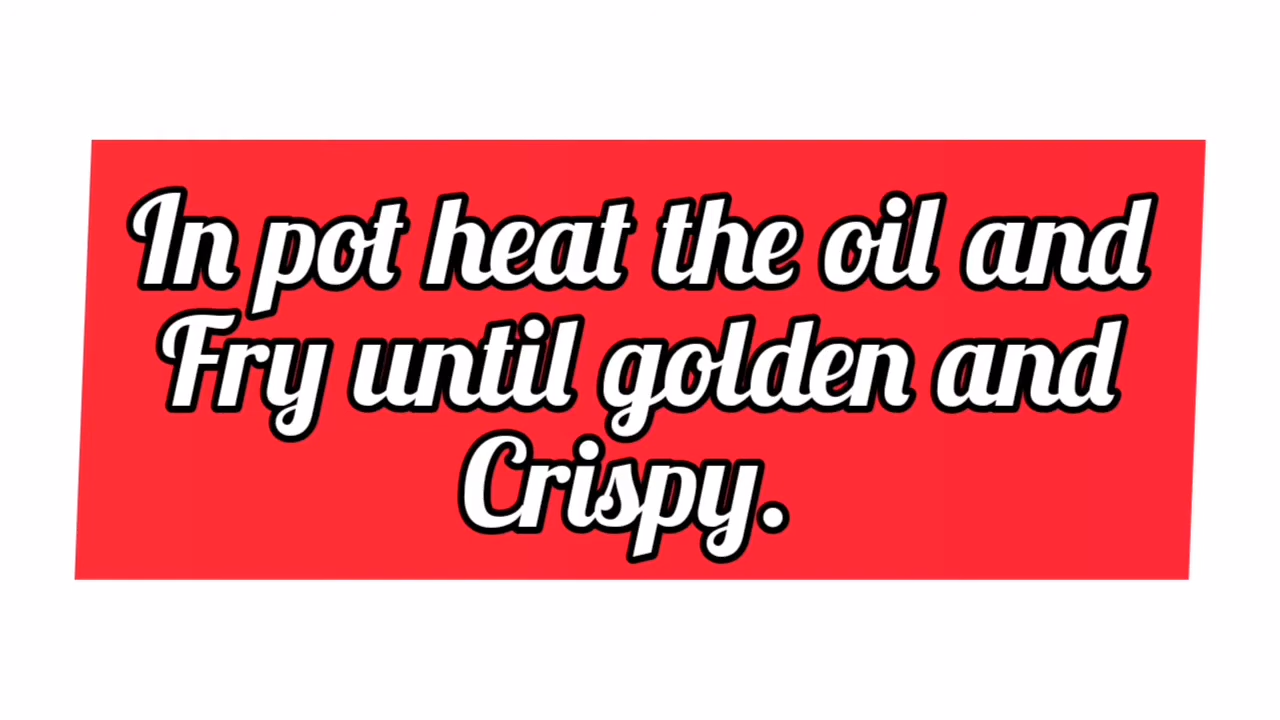 In pot heat the oil and
Fry until golden and
Crispy.